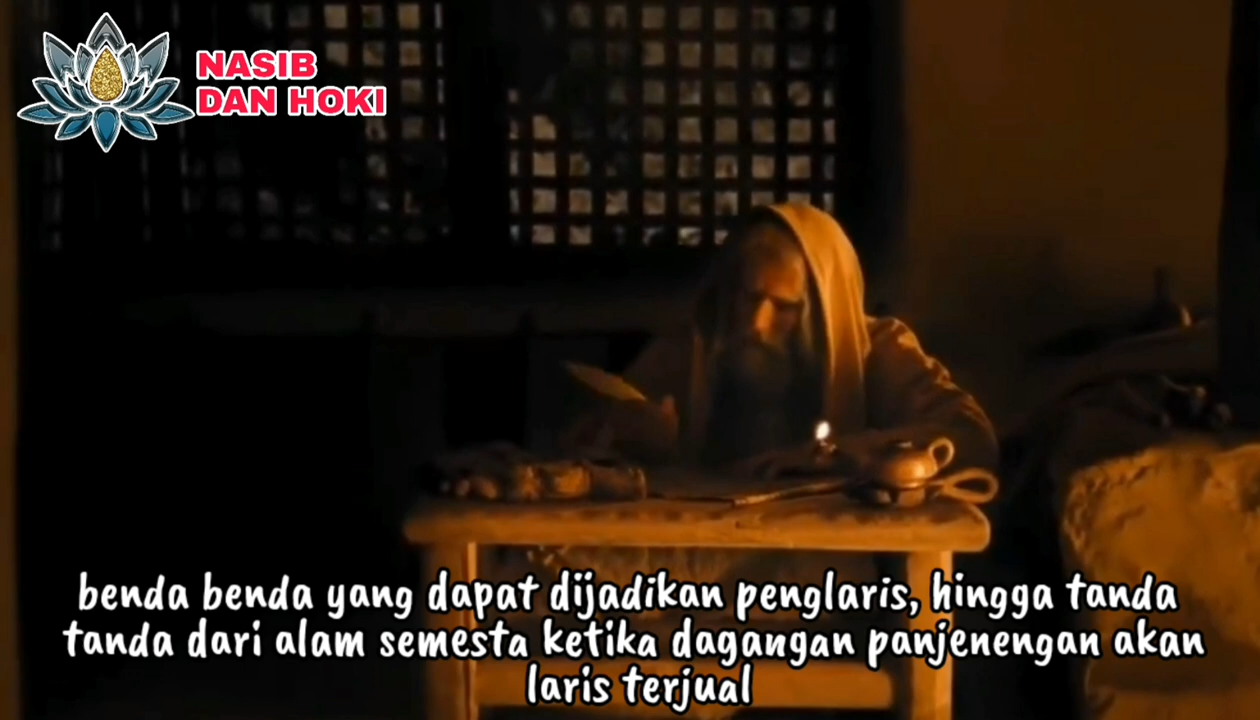 NASIB
DAN HOKI
benda benda yang dapat dijadikan penglaris, hingga tanda
tanda dari alam semesta ketika dagangan panjenengan akan
laris terjual